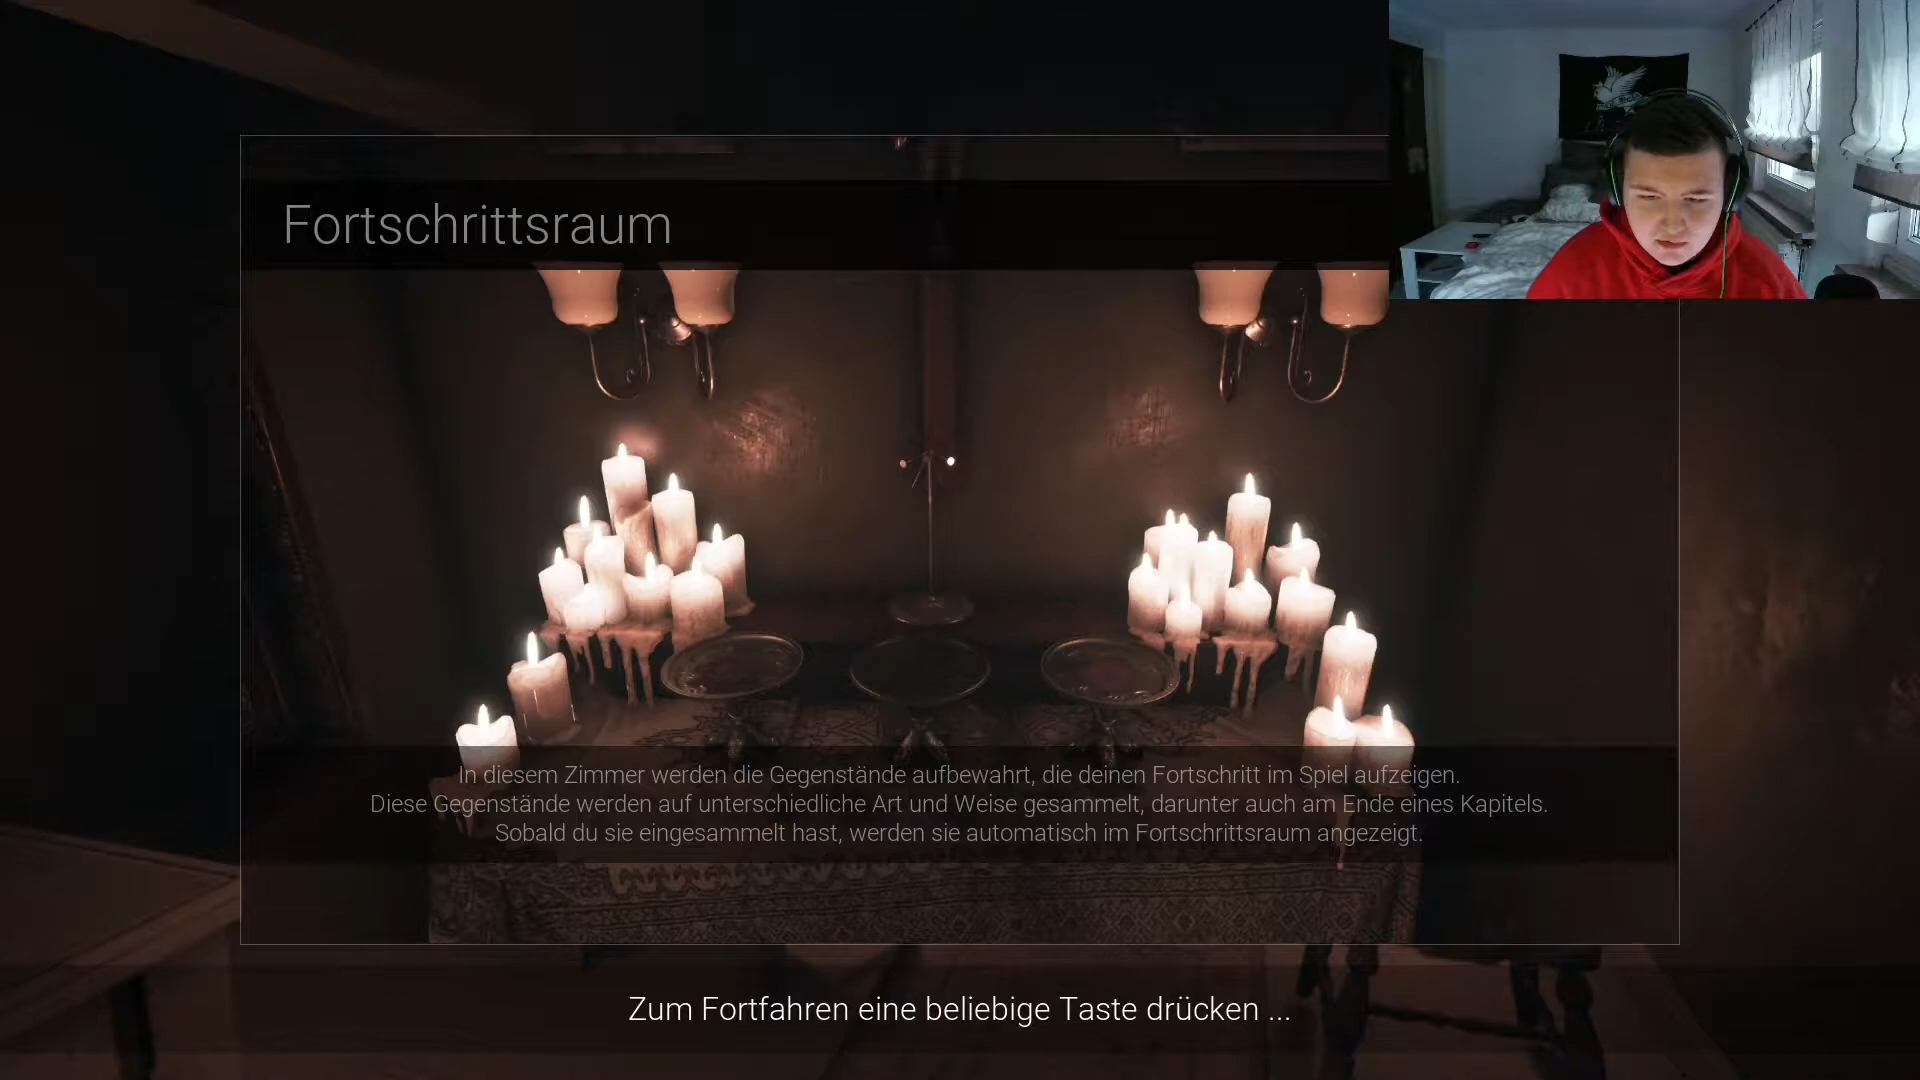 Fortschrittsraum
In diesem Zimmer werden die Gegenstände aufbewahrt, die deinen Fortschritt im Spiel aufzeigen.
Diese Gegenstände werden auf unterschiedliche Art und Weise gesammelt, darunter auch am Ende eines Kapitels.
Sobald du sie eingesammelt hast, werden sie automatisch im Fortschrittsraum angezeigt.
Zum Fortfahren eine beliebige Taste drücken ...